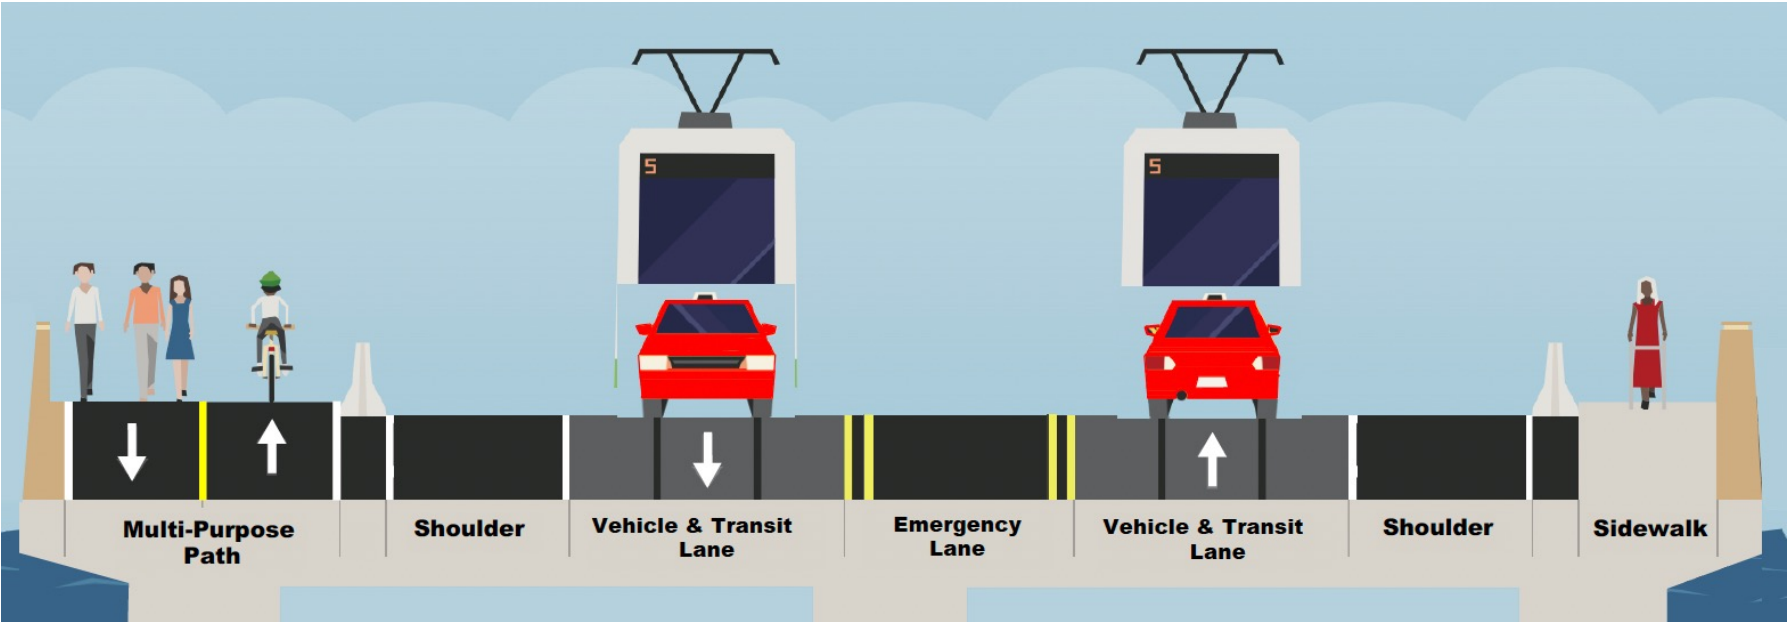 5
5
Multi-Purpose
Path
Shoulder
Vehicle & Transit
Lane
Emergency
Lane
Vehicle & Transit
Lane
Shoulder
Sidewalk